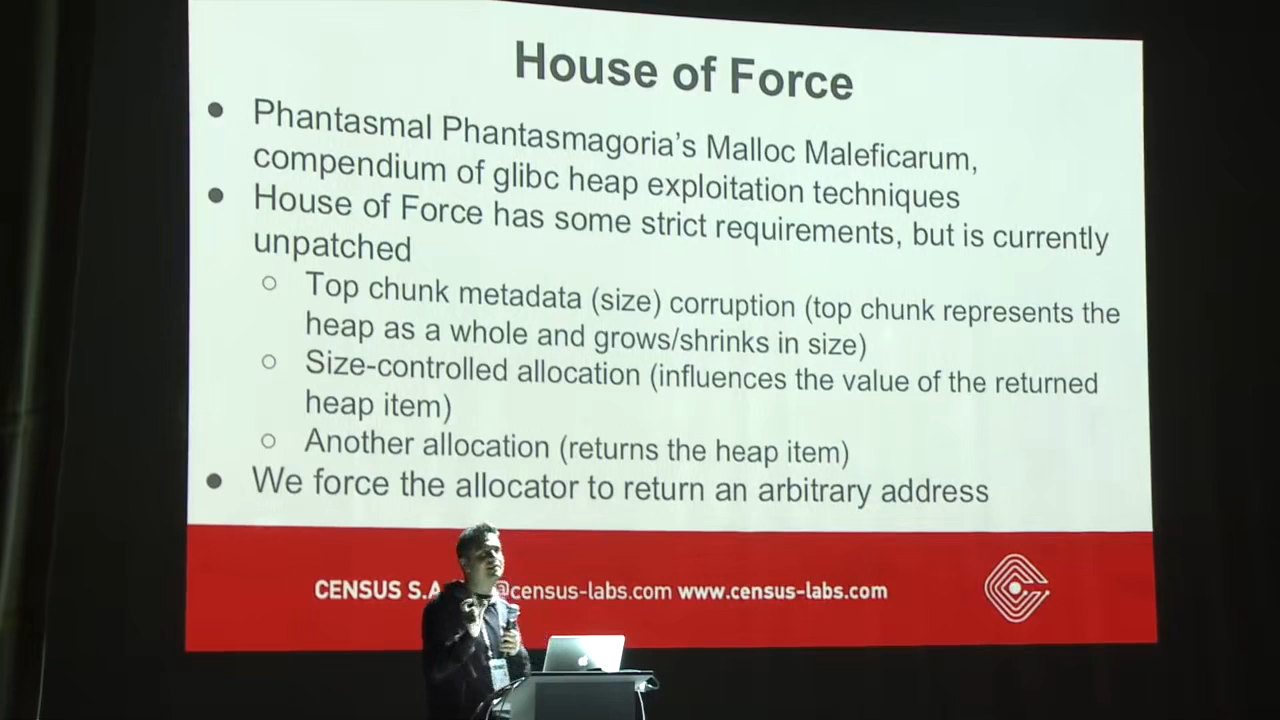 House of Force
● Phantasmal Phantasmagoria's Malloc Maleficarum,
compendium of glibc heap exploitation techniques
● House of Force has some strict requirements, but is currently
unpatched
○ Top chunk metadata (size) corruption (top chunk represents the
heap as a whole and grows/shrinks in size)
○ Size-controlled allocation (influences the value of the returned
heap item)
○ Another allocation (returns the heap item)
● We force the allocator to return an arbitrary address
CENSUS S.A @census-labs.com www.census-labs.com